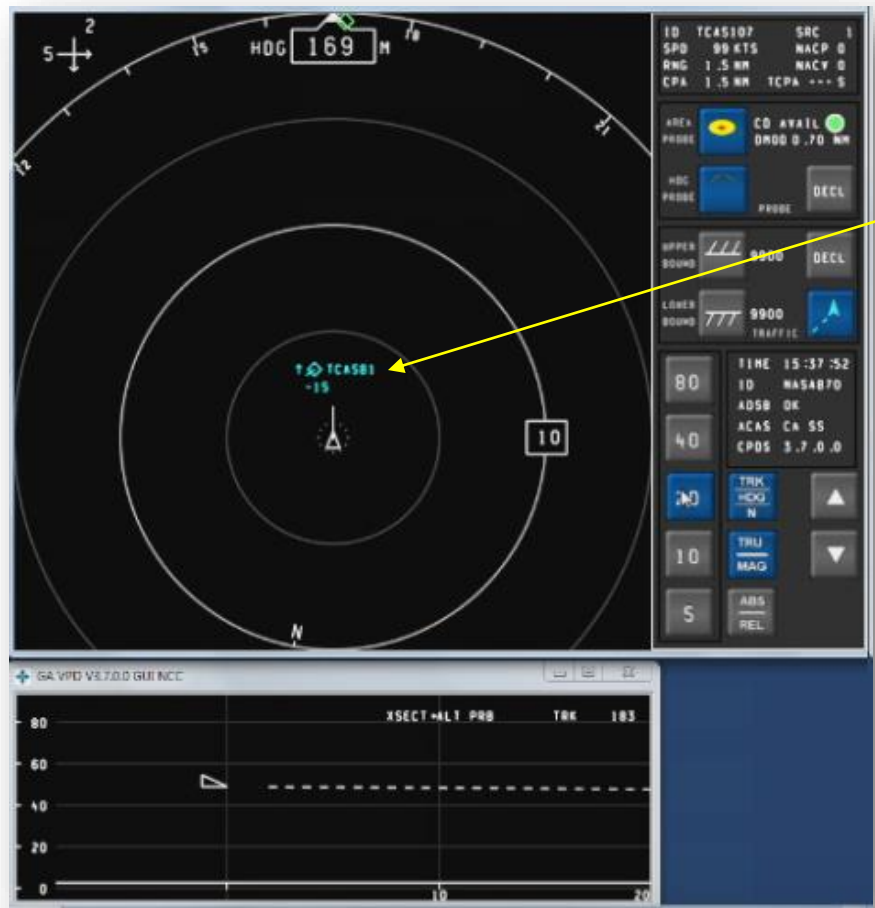 2
5
HDG 169 M
15
18
21
12
↑ TCAS81
-15
10
N
ID TCAS107 SRC 1
SPD 99 KTS NACP 0
RNG 1.5 NM NACV 0
CPA 1.5 NM TCPA --- S
AREA PROBE
CD AVAIL
DMOD 0.70 NM
HDG PROBE
DECL
PROBE
UPPER BOUND
9900
DECL
LOWER BOUND
9900
TRAFFIC
80
40
20
10
5
TIME 15:37:52
ID NASA870
ADSB OK
ACAS CA SS
CPDS 3.7.0.0
TRK
HDG
N
TRU
MAG
ABS
REL
GA VPD V3.7.0.0 GUI NCC
XSECT+ALT PRB TRK 183
80
60
40
20
0
10
20